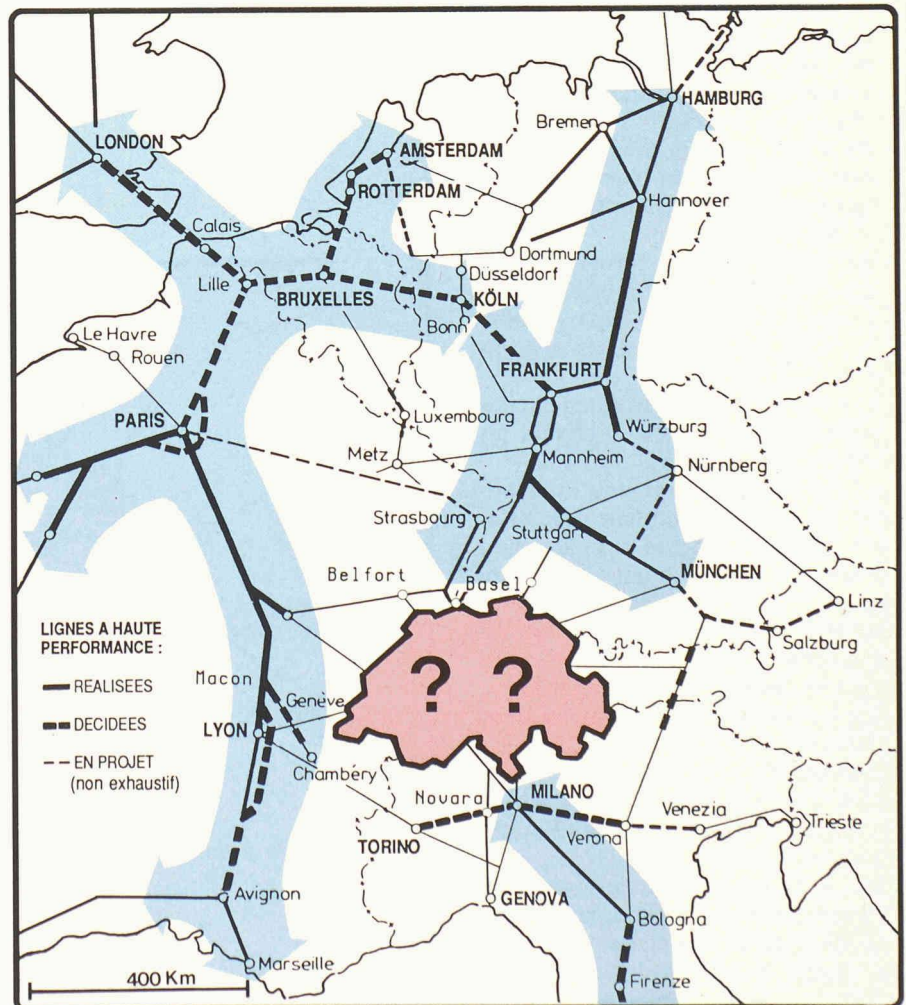 HAMBURG
Bremen
LONDON
AMSTERDAM
ROTTERDAM
Hannover
Calais
Dortmund
Düsseldorf
Lille
BRUXELLES
KÖLN
Bonn
Le Havre
Rouen
FRANKFURT
PARIS
Luxembourg
Würzburg
Metz
Mannheim
Nürnberg
Strasbourg
Stuttgart
MÜNCHEN
Belfort
Basel
Linz
Salzburg
LIGNES A HAUTE
PERFORMANCE :
REALISEES
DECIDEES
EN PROJET
(non exhaustif)
? ?
Macon
Genève
LYON
Chambéry
Novara
MILANO
Venezia
Trieste
Verona
TORINO
GENOVA
Avignon
Bologna
Marseille
Firenze
400 Km